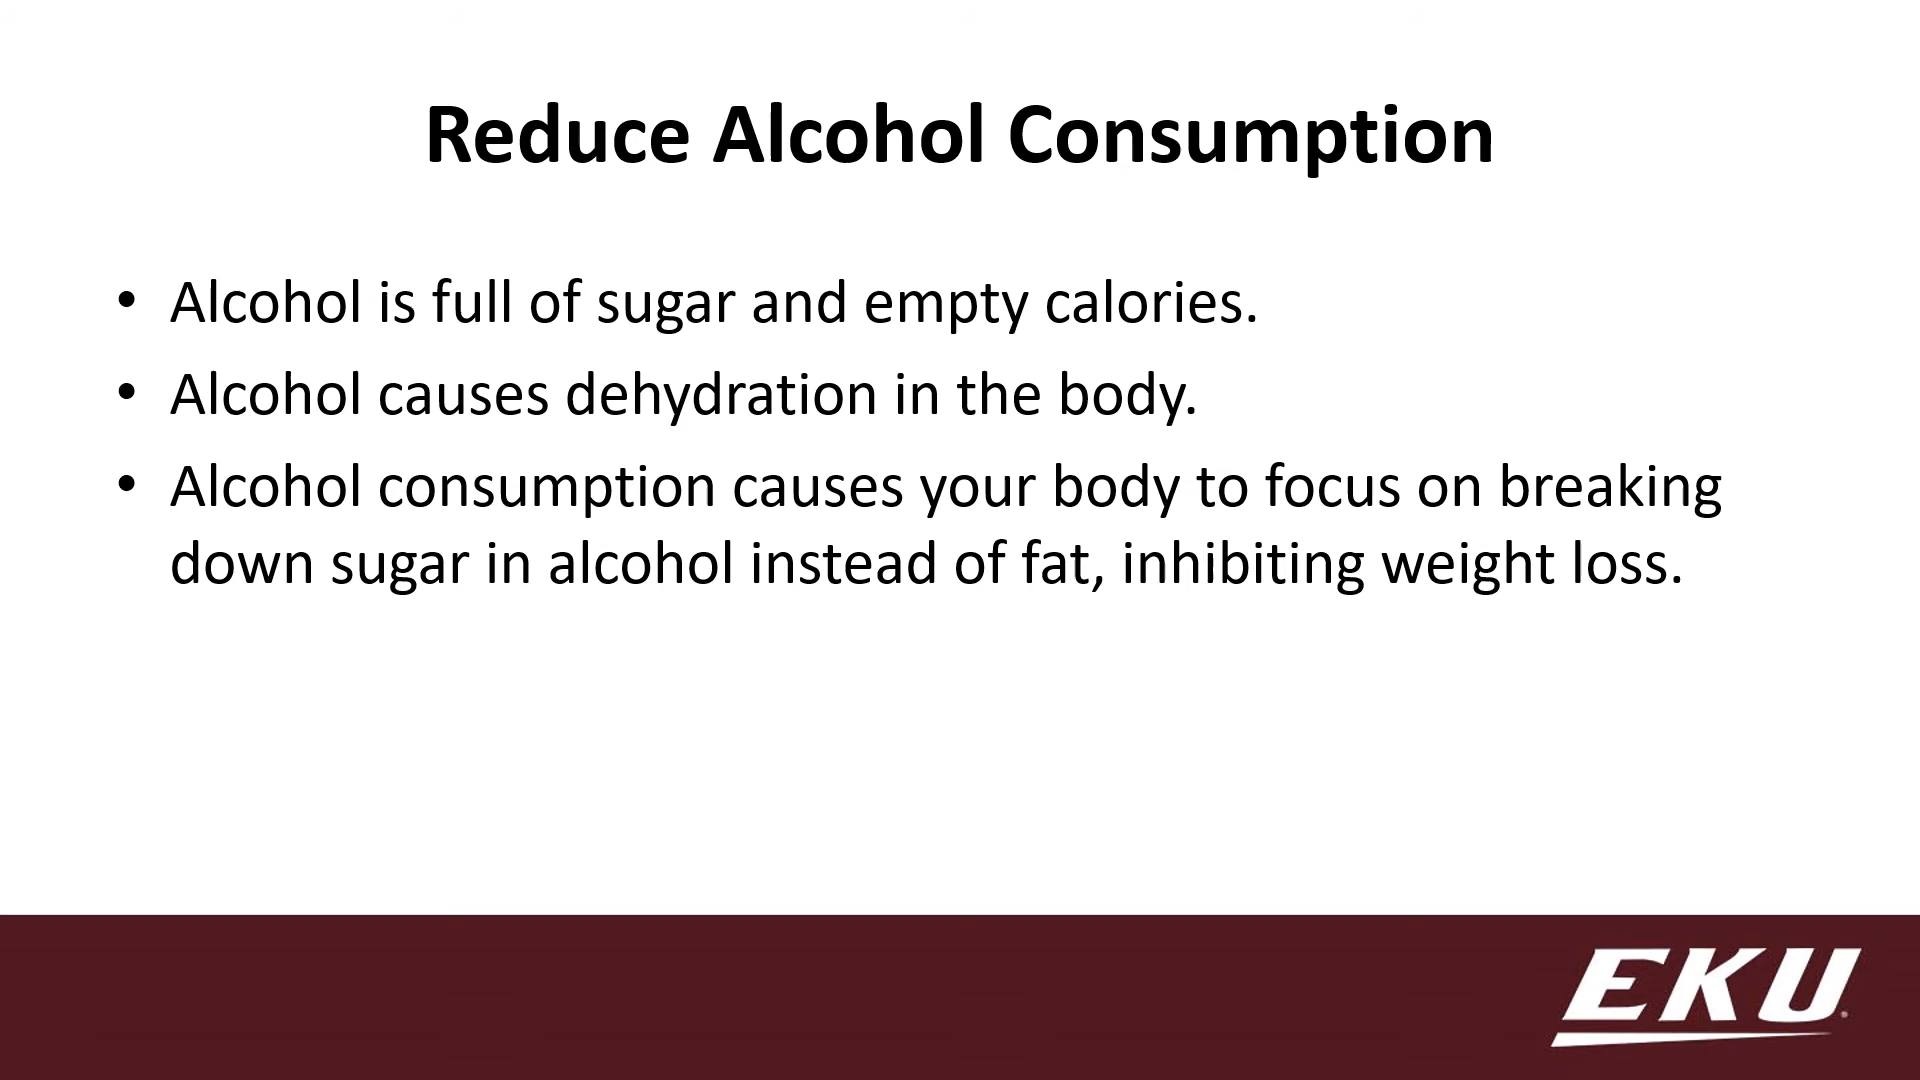 Reduce Alcohol Consumption
• Alcohol is full of sugar and empty calories.
• Alcohol causes dehydration in the body.
• Alcohol consumption causes your body to focus on breaking
down sugar in alcohol instead of fat, inhibiting weight loss.
EKU